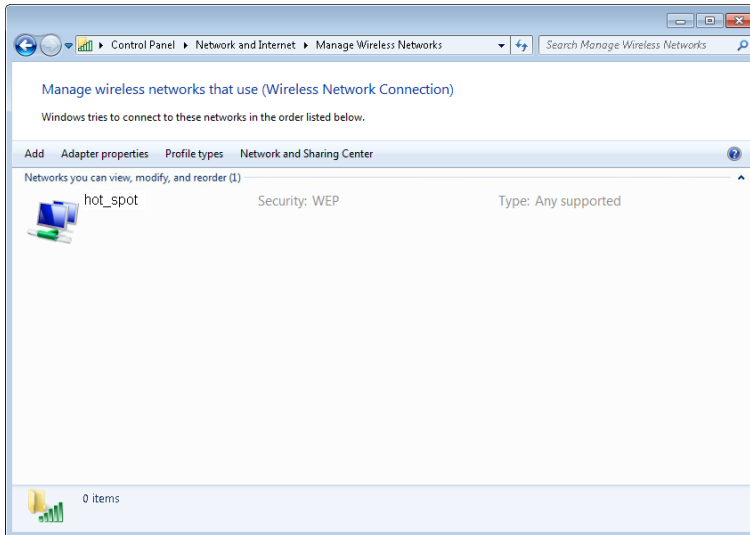 Control Panel Network and Internet Manage Wireless Networks Search Manage Wireless Networks
Manage wireless networks that use (Wireless Network Connection)
Windows tries to connect to these networks in the order listed below.
Add Adapter properties Profile types Network and Sharing Center
Networks you can view, modify, and reorder (1)
hot_spot Security: WEP Type: Any supported
0 items